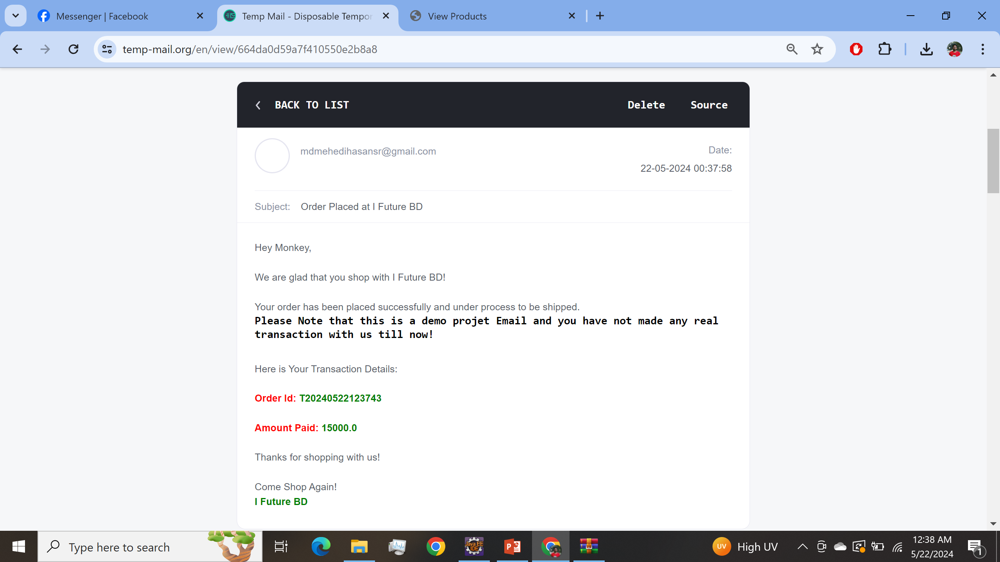 Messenger | Facebook
Temp Mail - Disposable Tempor
View Products
temp-mail.org/en/view/664da0d59a7f410550e2b8a8
BACK TO LIST
Delete
Source
mdmehedihasansr@gmail.com
Date:
22-05-2024 00:37:58
Subject: Order Placed at I Future BD
Hey Monkey,
We are glad that you shop with I Future BD!
Your order has been placed successfully and under process to be shipped.
Please Note that this is a demo projet Email and you have not made any real
transaction with us till now!
Here is Your Transaction Details:
Order Id: T20240522123743
Amount Paid: 15000.0
Thanks for shopping with us!
Come Shop Again!
I Future BD
Type here to search
Java EE
IDE
P
UV
High UV
12:38 AM
5/22/2024
1